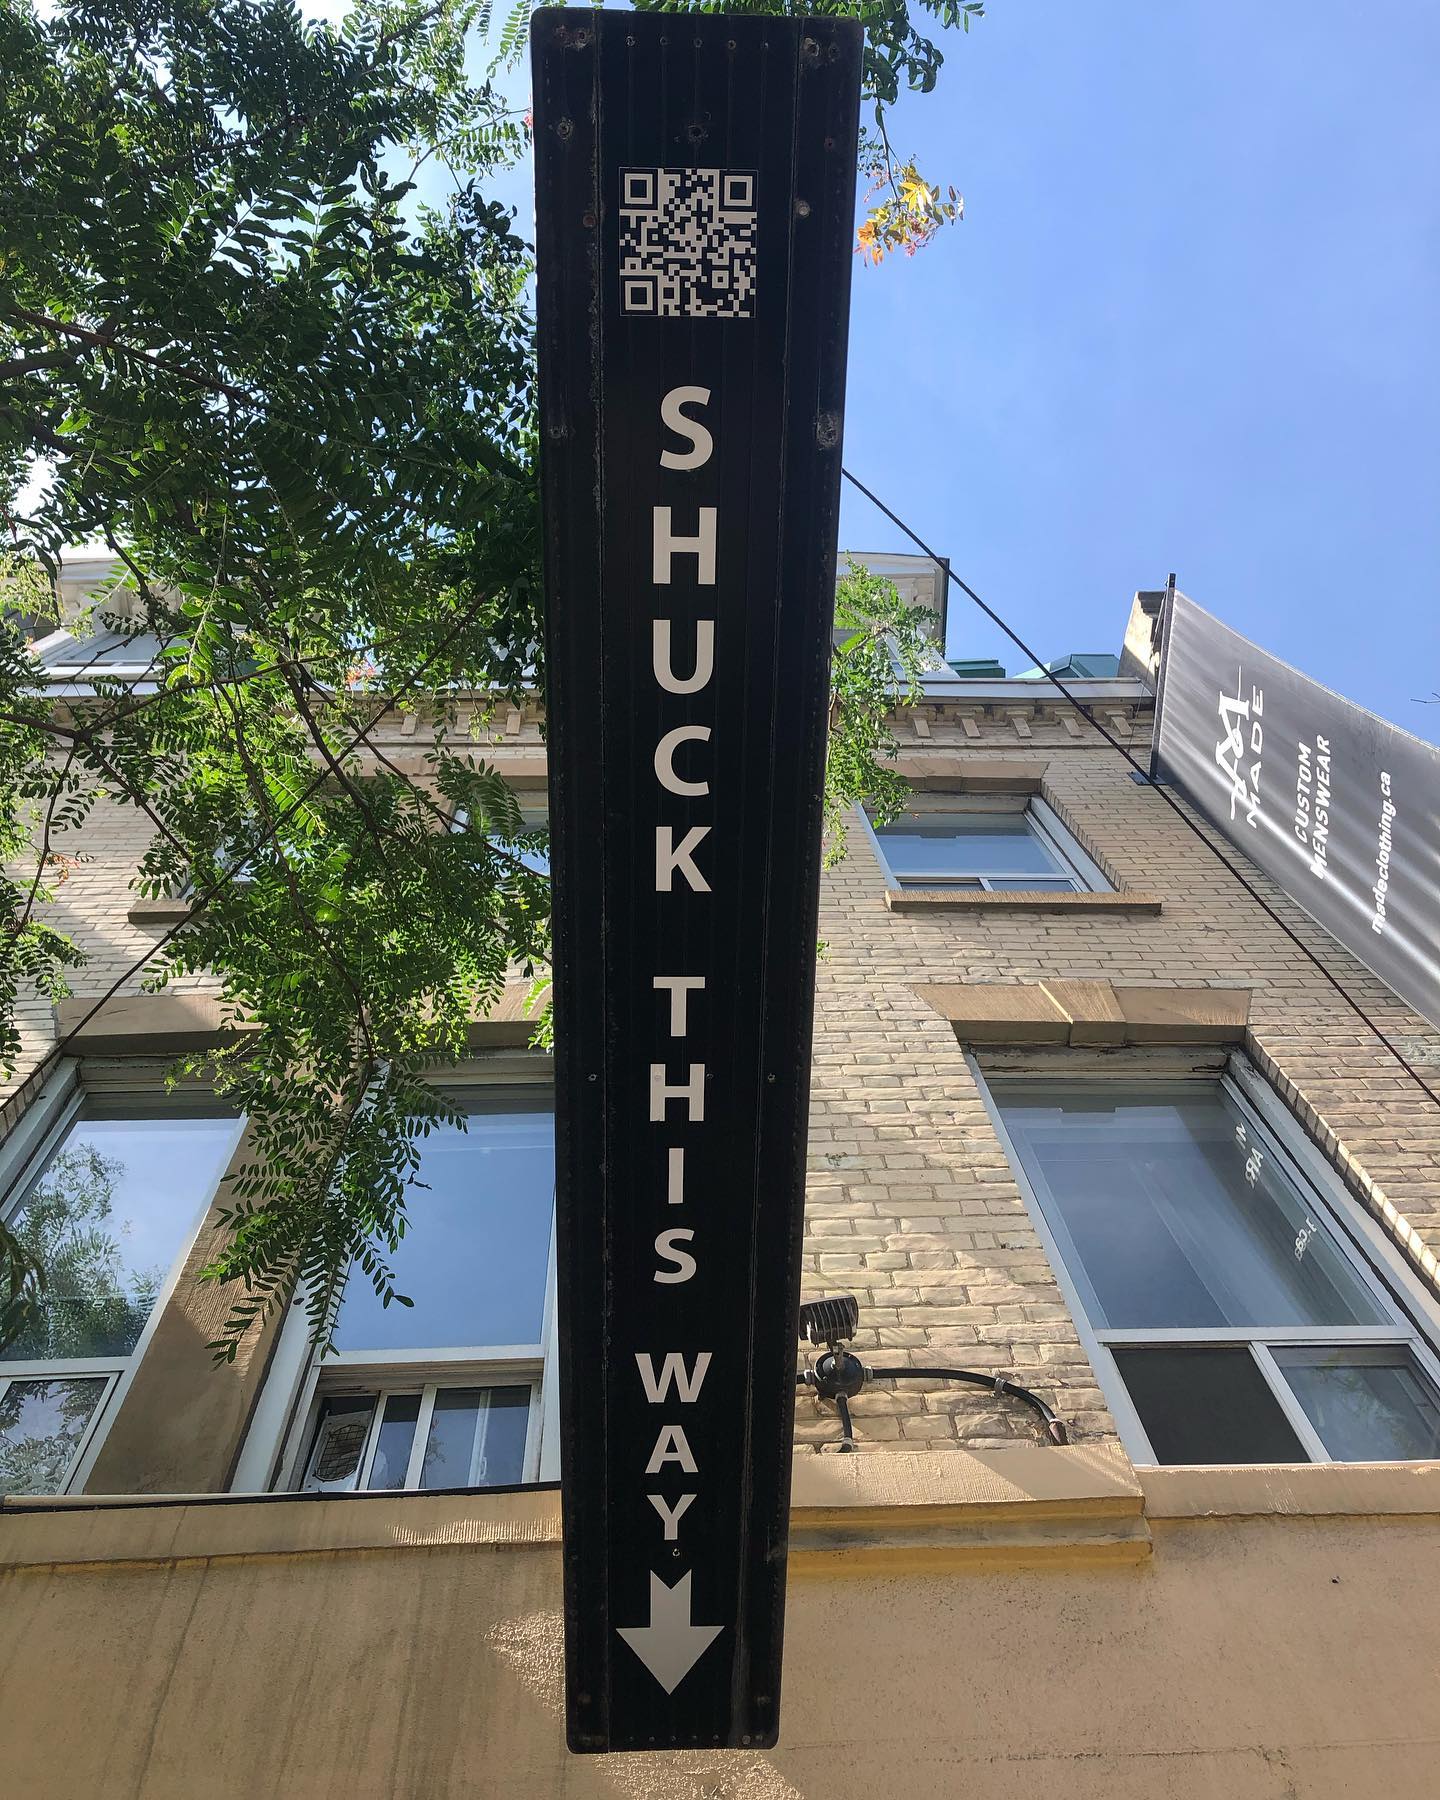 SHUCK THIS WAY
MADE
CUSTOM
MENSWEAR
madeclothing.ca